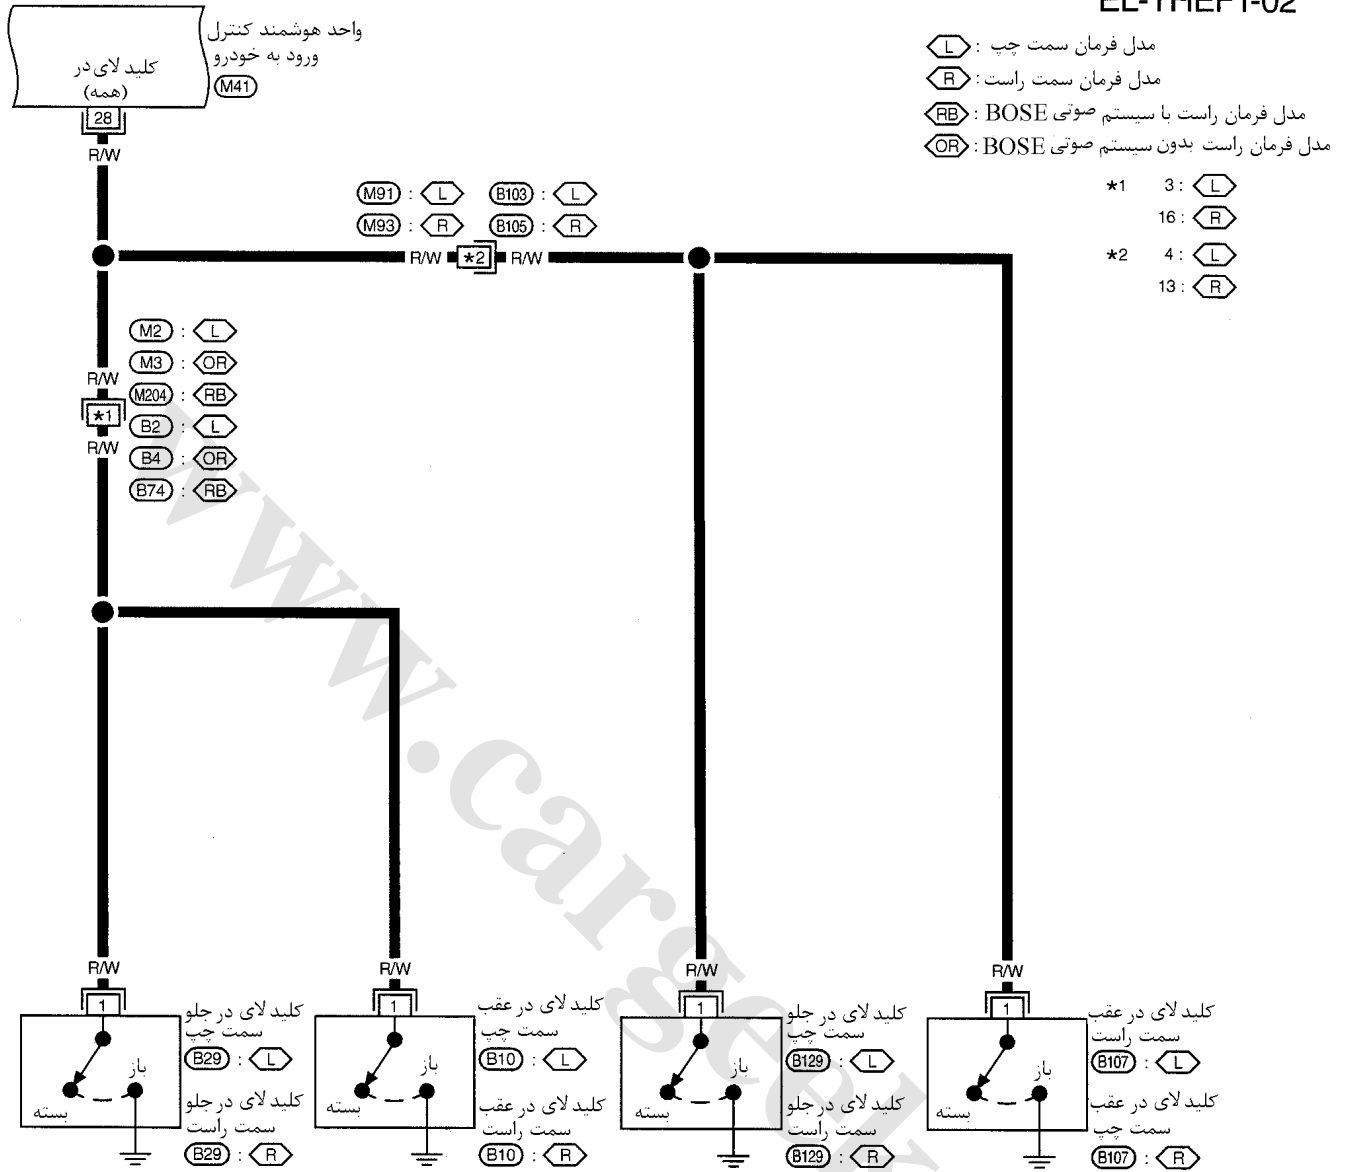 EL-THEFT-02
واحد هوشمند کنترل
ورود به خودرو
M41
کلید لای در
(همه)
28
R/W
مدل فرمان سمت چپ : L
مدل فرمان سمت راست : R
مدل فرمان راست با سیستم صوتی BOSE : RB
مدل فرمان راست بدون سیستم صوتی BOSE : OR
*1 3 : L
16 : R
*2 4 : L
13 : R
M91 : L B103 : L
M93 : R B105 : R
R/W *2 R/W
M2 : L
M3 : OR
M204 : RB
B2 : L
B4 : OR
B74 : RB
R/W
*1
R/W
R/W R/W R/W R/W
1 1 1 1
کلید لای در جلو
سمت چپ
B29 : L
کلید لای در جلو
سمت راست
B29 : R
باز
بسته
کلید لای در عقب
سمت چپ
B10 : L
کلید لای در عقب
سمت راست
B10 : R
باز
بسته
کلید لای در جلو
سمت چپ
B129 : L
کلید لای در جلو
سمت راست
B129 : R
باز
بسته
کلید لای در عقب
سمت راست
B107 : L
کلید لای در عقب
سمت چپ
B107 : R
باز
بسته
www.cargeek